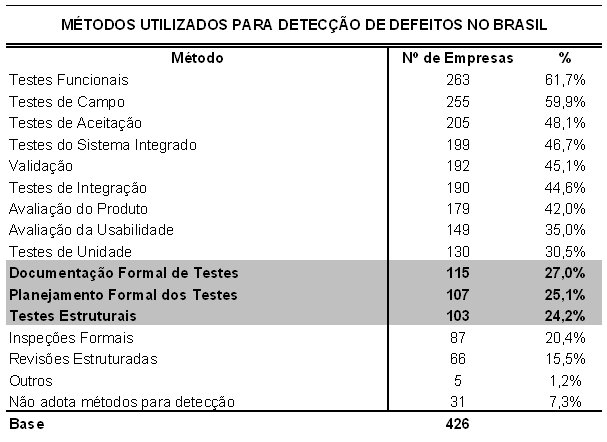 MÉTODOS UTILIZADOS PARA DETECÇÃO DE DEFEITOS NO BRASIL
Método Nº de Empresas %
Testes Funcionais 263 61,7%
Testes de Campo 255 59,9%
Testes de Aceitação 205 48,1%
Testes do Sistema Integrado 199 46,7%
Validação 192 45,1%
Testes de Integração 190 44,6%
Avaliação do Produto 179 42,0%
Avaliação da Usabilidade 149 35,0%
Testes de Unidade 130 30,5%
Documentação Formal de Testes 115 27,0%
Planejamento Formal dos Testes 107 25,1%
Testes Estruturais 103 24,2%
Inspeções Formais 87 20,4%
Revisões Estruturadas 66 15,5%
Outros 5 1,2%
Não adota métodos para detecção 31 7,3%
Base 426